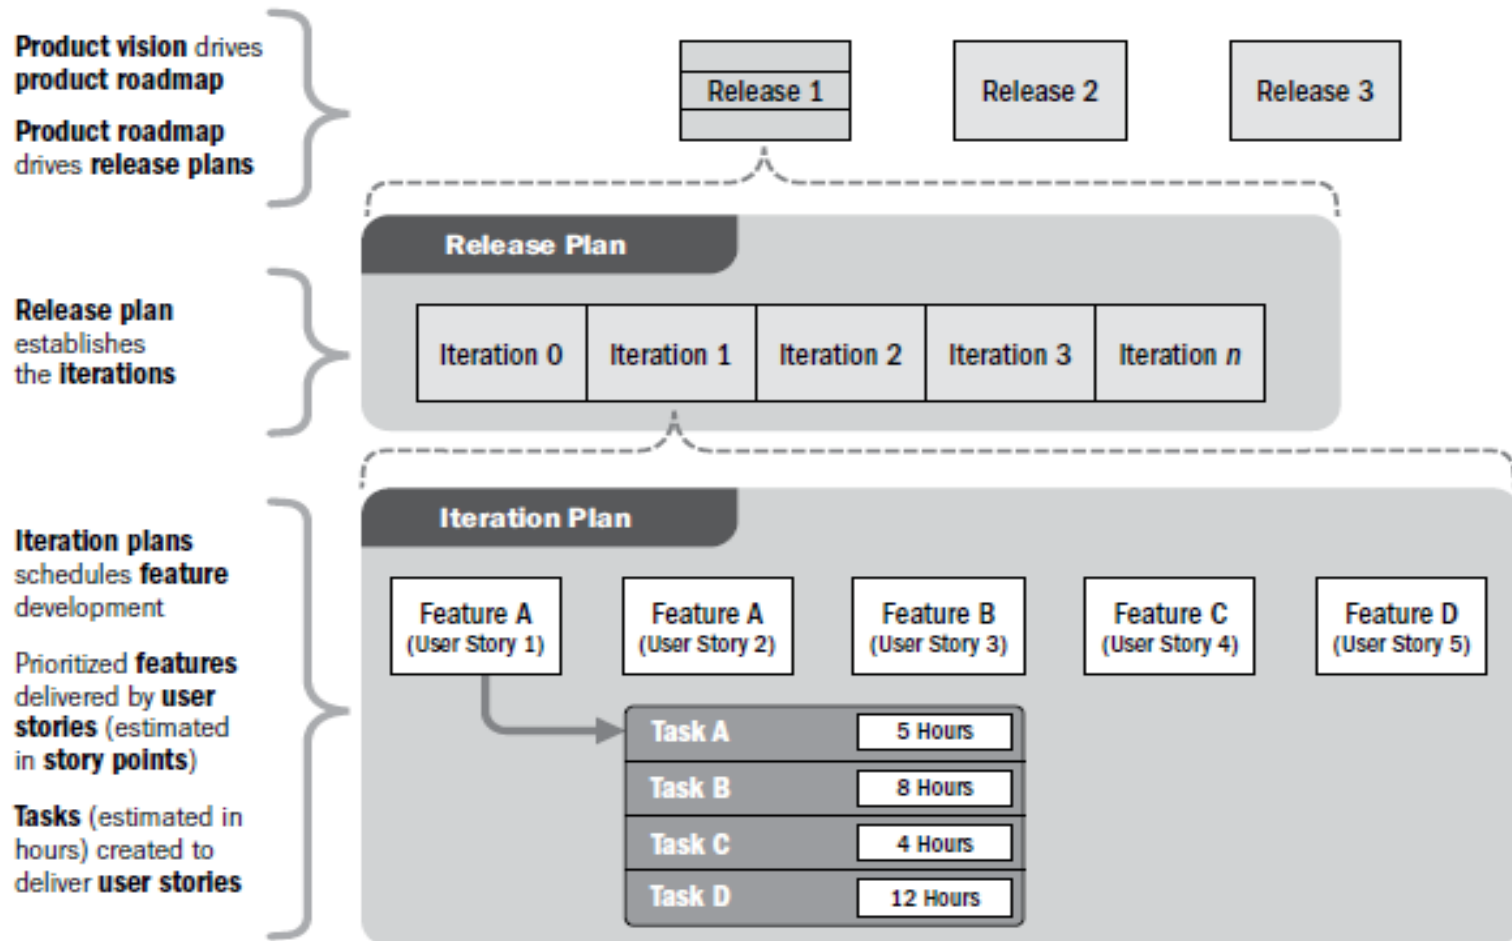 Product vision drives
product roadmap
Product roadmap
drives release plans
Release 1
Release 2
Release 3
Release Plan
Release plan
establishes
the iterations
Iteration 0
Iteration 1
Iteration 2
Iteration 3
Iteration n
Iteration Plan
Iteration plans
schedules feature
development
Prioritized features
delivered by user
stories (estimated
in story points)
Tasks (estimated in
hours) created to
deliver user stories
Feature A
(User Story 1)
Feature A
(User Story 2)
Feature B
(User Story 3)
Feature C
(User Story 4)
Feature D
(User Story 5)
Task A
5 Hours
Task B
8 Hours
Task C
4 Hours
Task D
12 Hours